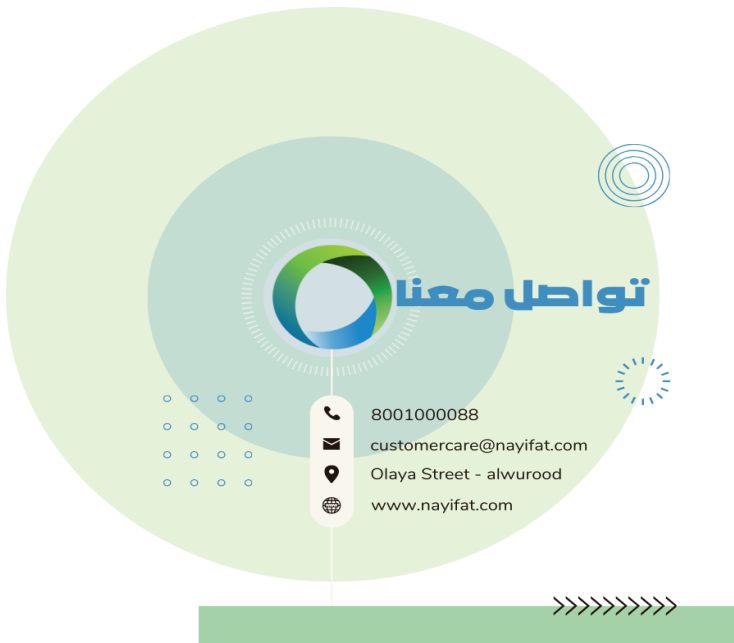 تواصل معنا
8001000088
customercare@nayifat.com
Olaya Street - alwurood
www.nayifat.com